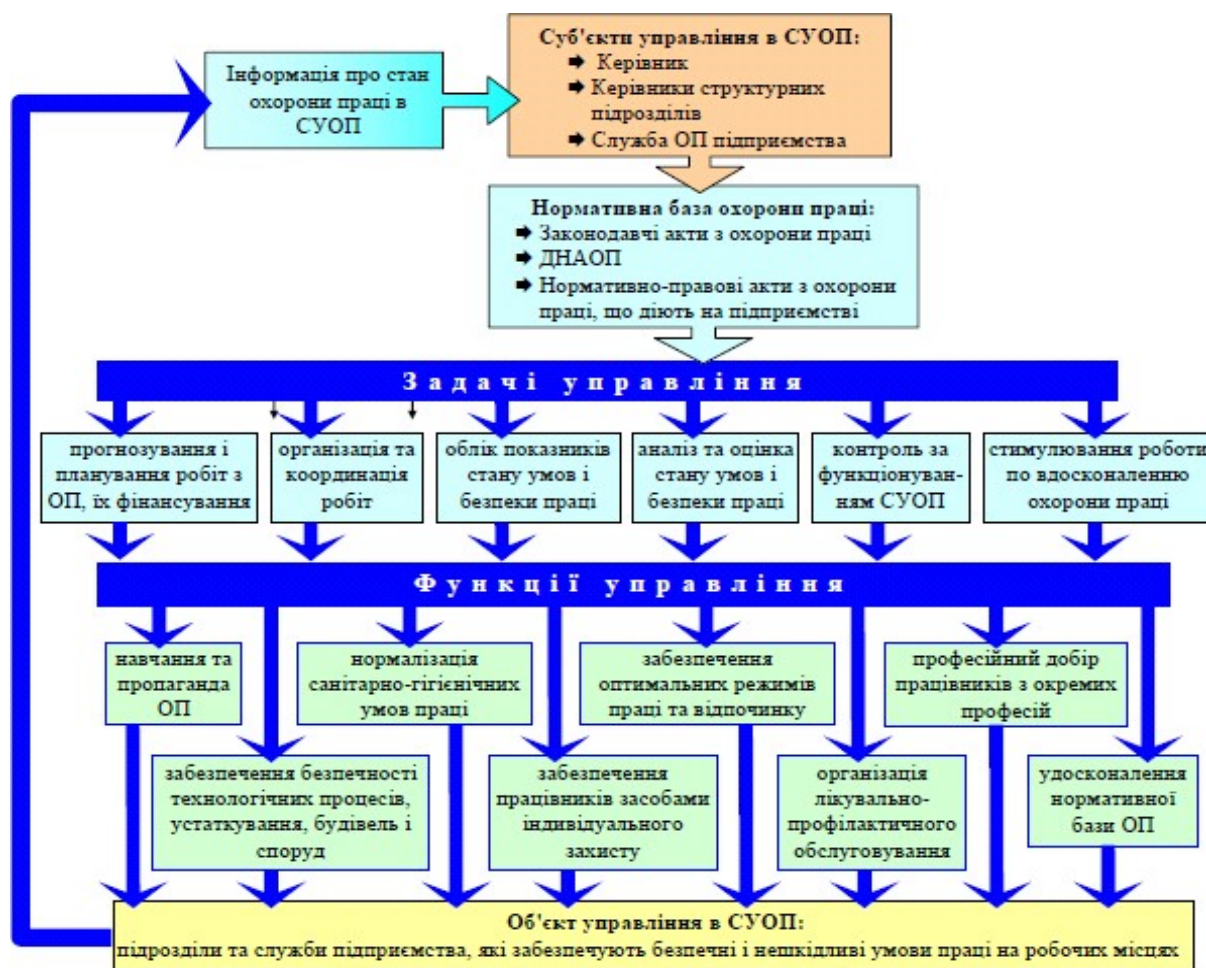 Інформація про стан
охорони праці в
СУОП
Суб'єкти управління в СУОП:
Керівник
Керівники структурних
підрозділів
Служба ОП підприємства
Нормативна база охорони праці:
Законодавчі акти з охорони праці
ДНАОП
Нормативно-правові акти з охорони
праці, що діють на підприємстві
Задачі управління
прогнозування і
планування робіт з
ОП, їх фінансування
організація та
координація
робіт
облік показників
стану умов і
безпеки праці
аналіз та оцінка
стану умов і
безпеки праці
контроль за
функціонуван-
ням СУОП
стимулювання роботи
по вдосконаленню
охорони праці
Функції управління
навчання та
пропаганда
ОП
нормалізація
санітарно-гігієнічних
умов праці
забезпечення
оптимальних режимів
праці та відпочинку
професійний добір
працівників з окремих
професій
забезпечення безпечності
технологічних процесів,
устаткування, будівель і
споруд
забезпечення
працівників засобами
індивідуального
захисту
організація
лікувально-
профілактичного
обслуговування
удосконалення
нормативної
бази ОП
Об'єкт управління в СУОП:
підрозділи та служби підприємства, які забезпечують безпечні і нешкідливі умови праці на робочих місцях